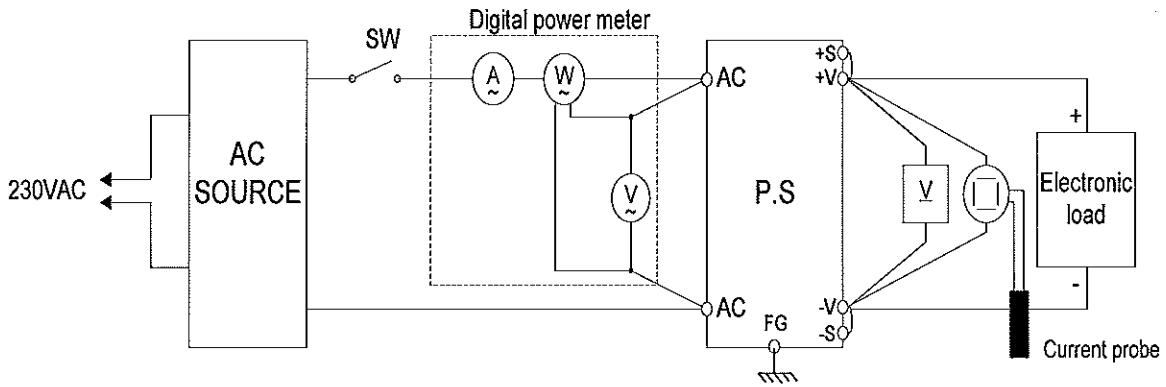 Digital power meter
SW
A
~
W
~
V
~
AC
AC
AC
SOURCE
230VAC
P.S
FG
+S
+V
-V
-S
V
+
Electronic
load
-
Current probe